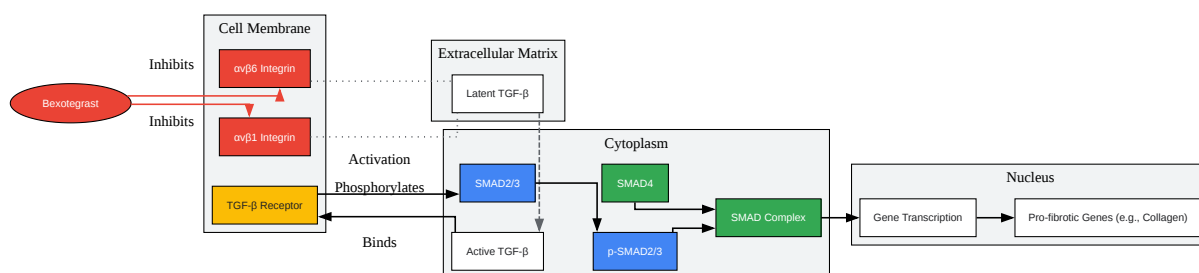 Cell Membrane
αvβ6 Integrin
Inhibits
Bexotegrast
Inhibits
αvβ1 Integrin
TGF-β Receptor
Extracellular Matrix
Latent TGF-β
Activation
Phosphorylates
Binds
Cytoplasm
SMAD2/3
SMAD4
SMAD Complex
Active TGF-β
p-SMAD2/3
Nucleus
Gene Transcription
Pro-fibrotic Genes (e.g., Collagen)